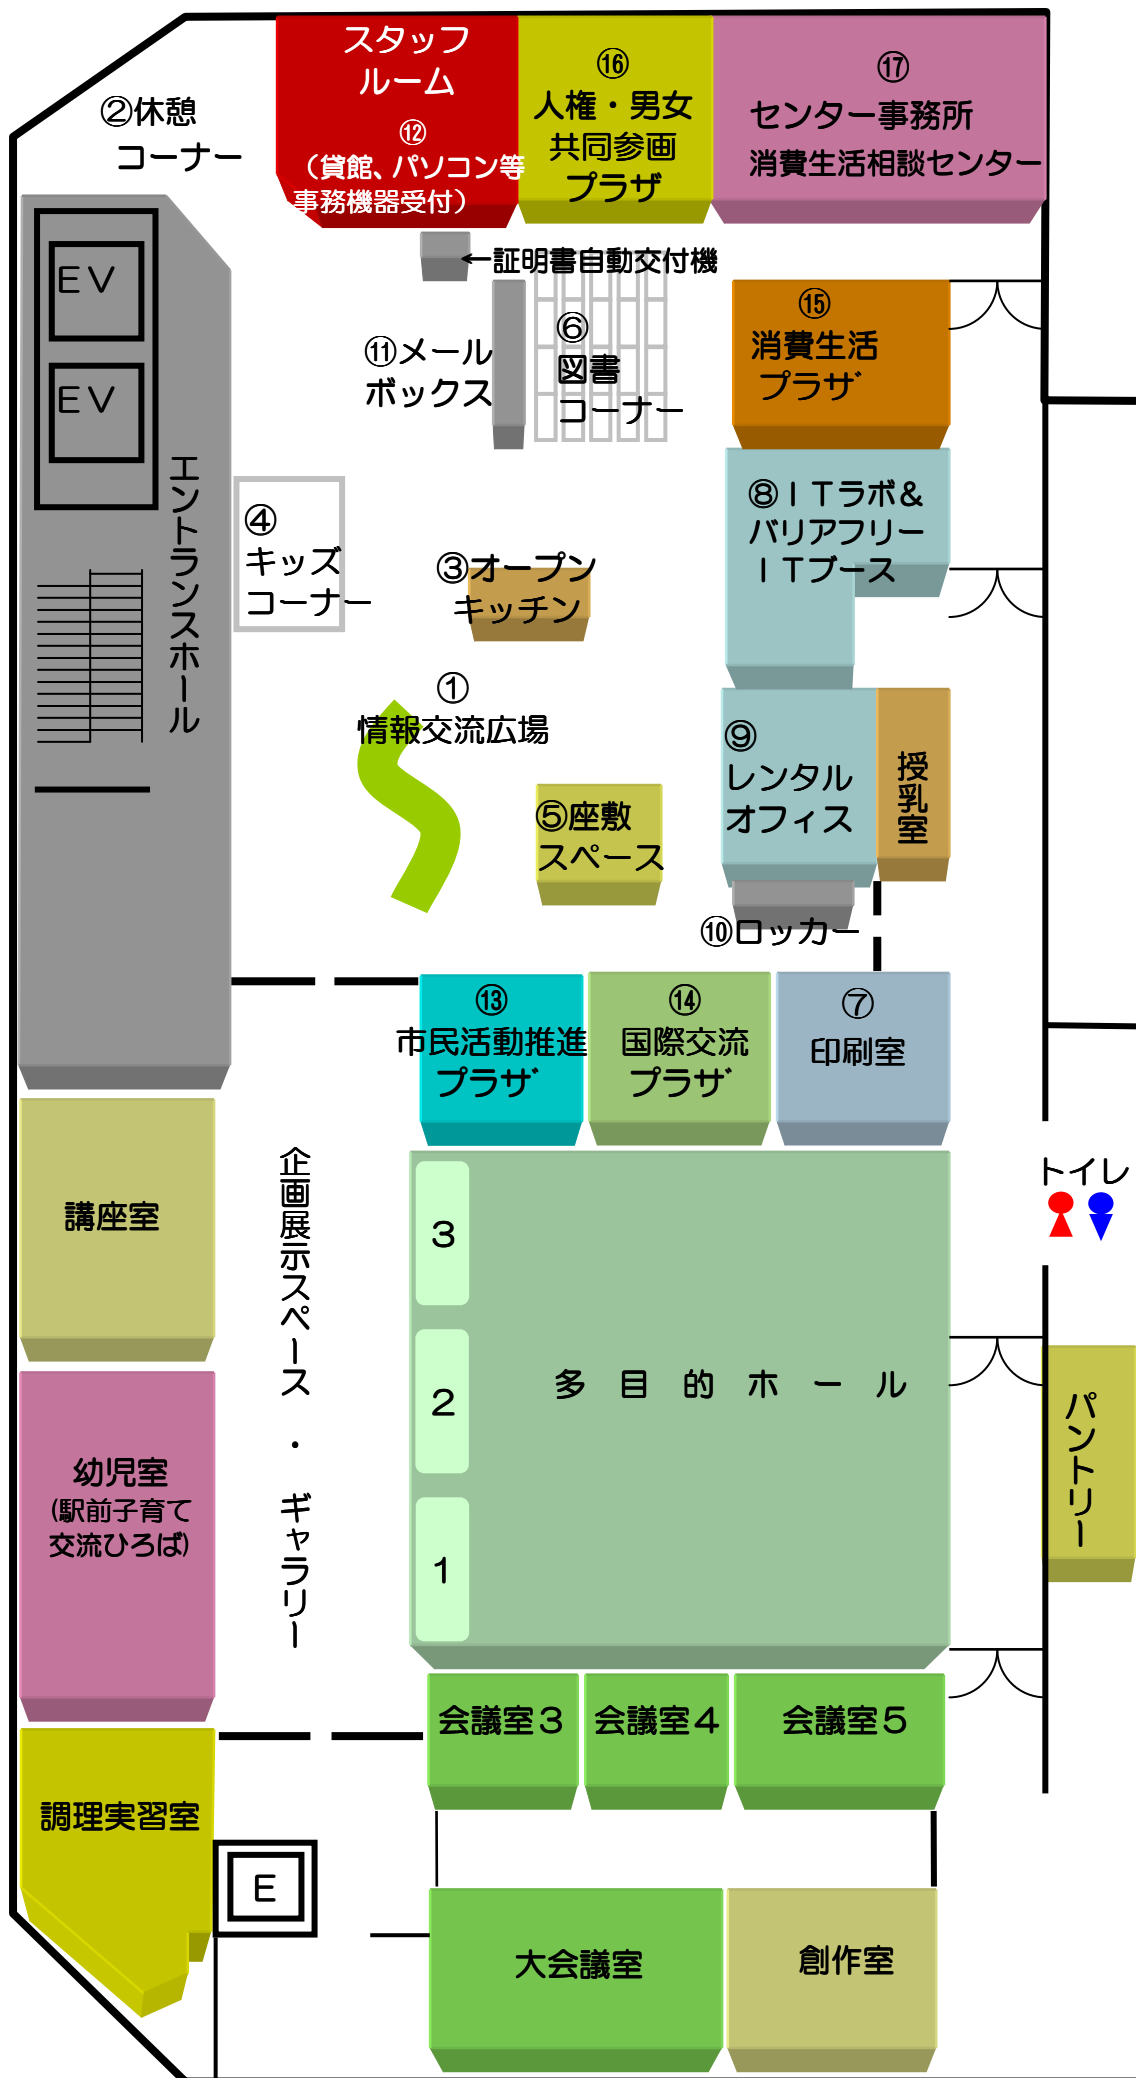 スタッフ
ルーム
⑫
（貸館、パソコン等
事務機器受付）
⑯
人権・男女
共同参画
プラザ
⑰
センター事務所
消費生活相談センター
②休憩
コーナー
←証明書自動交付機
EV
EV
エントランスホール
⑪メール
ボックス
⑥
図書
コーナー
⑮
消費生活
プラザ
④
キッズ
コーナー
③オープン
キッチン
⑧ITラボ＆
バリアフリー
ITブース
①
情報交流広場
⑤座敷
スペース
⑨
レンタル
オフィス
授乳室
⑩ロッカー
⑬
市民活動推進
プラザ
⑭
国際交流
プラザ
⑦
印刷室
講座室
企画展示スペース・ギャラリー
3
2
1
多目的ホール
トイレ
パントリー
幼児室
(駅前子育て
交流ひろば)
会議室3
会議室4
会議室5
調理実習室
E
大会議室
創作室